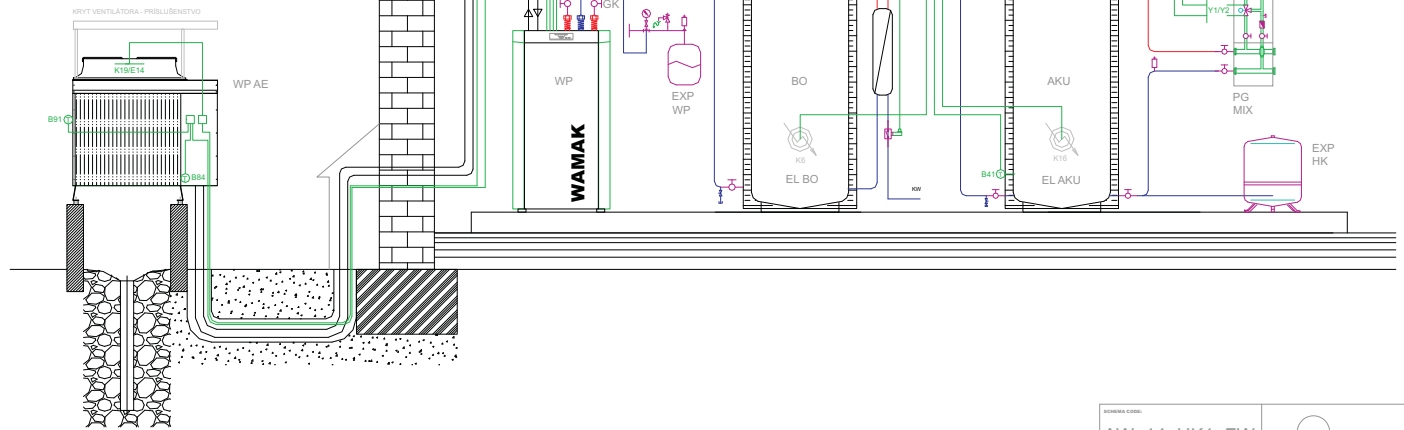 KRYT VENTILÁTORA - PRÍSLUŠENSTVO
K19/E14
WP AE
B91
B84
HGK
WP
WAMAK
EXP
WP
BO
K6
EL BO
KW
AKU
K16
EL AKU
B41
Y1/Y2
PG
MIX
EXP
HK
SCHEMA CODE: